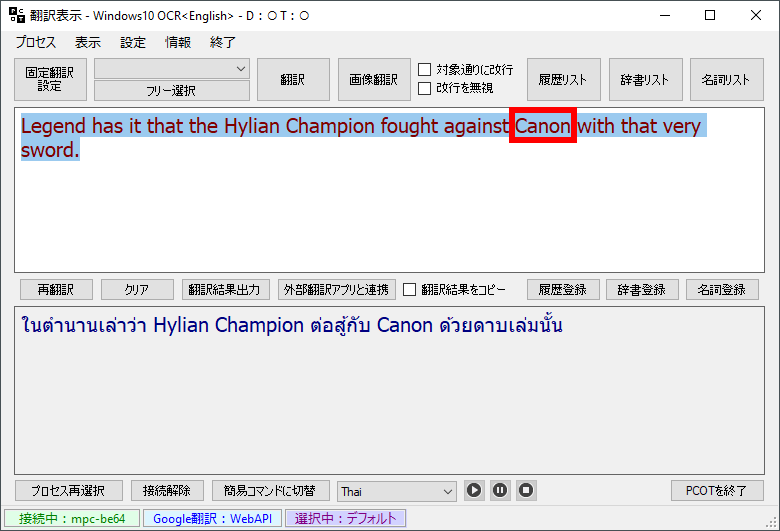 翻訳表示 - Windows10 OCR<English> - D：○ T：○
プロセス 表示 設定 情報 終了
固定翻訳
設定
フリー選択
翻訳
画像翻訳
対象通りに改行
改行を無視
履歴リスト
辞書リスト
名詞リスト
Legend has it that the Hylian Champion fought against Canon with that very
sword.
再翻訳 クリア 翻訳結果出力 外部翻訳アプリと連携 翻訳結果をコピー 履歴登録 辞書登録 名詞登録
ในตำนานเล่าว่า Hylian Champion ต่อสู้กับ Canon ด้วยดาบเล่มนั้น
プロセス再選択 接続解除 簡易コマンドに切替 Thai PCOTを終了
接続中：mpc-be64 Google翻訳：WebAPI 選択中：デフォルト